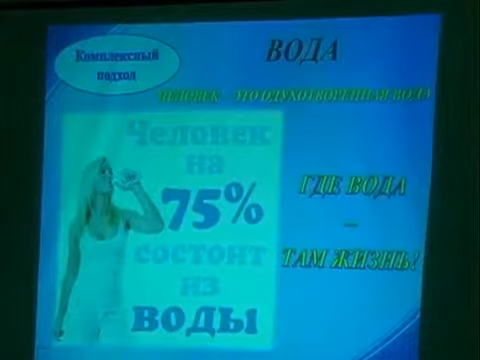 Комплексный
подход
ВОДА
ЧЕЛОВЕК - ЭТО ОДУХОТВОРЕННАЯ ВОДА
Человек
на
75%
состоит
из
воды
ГДЕ ВОДА
–
ТАМ ЖИЗНЬ!